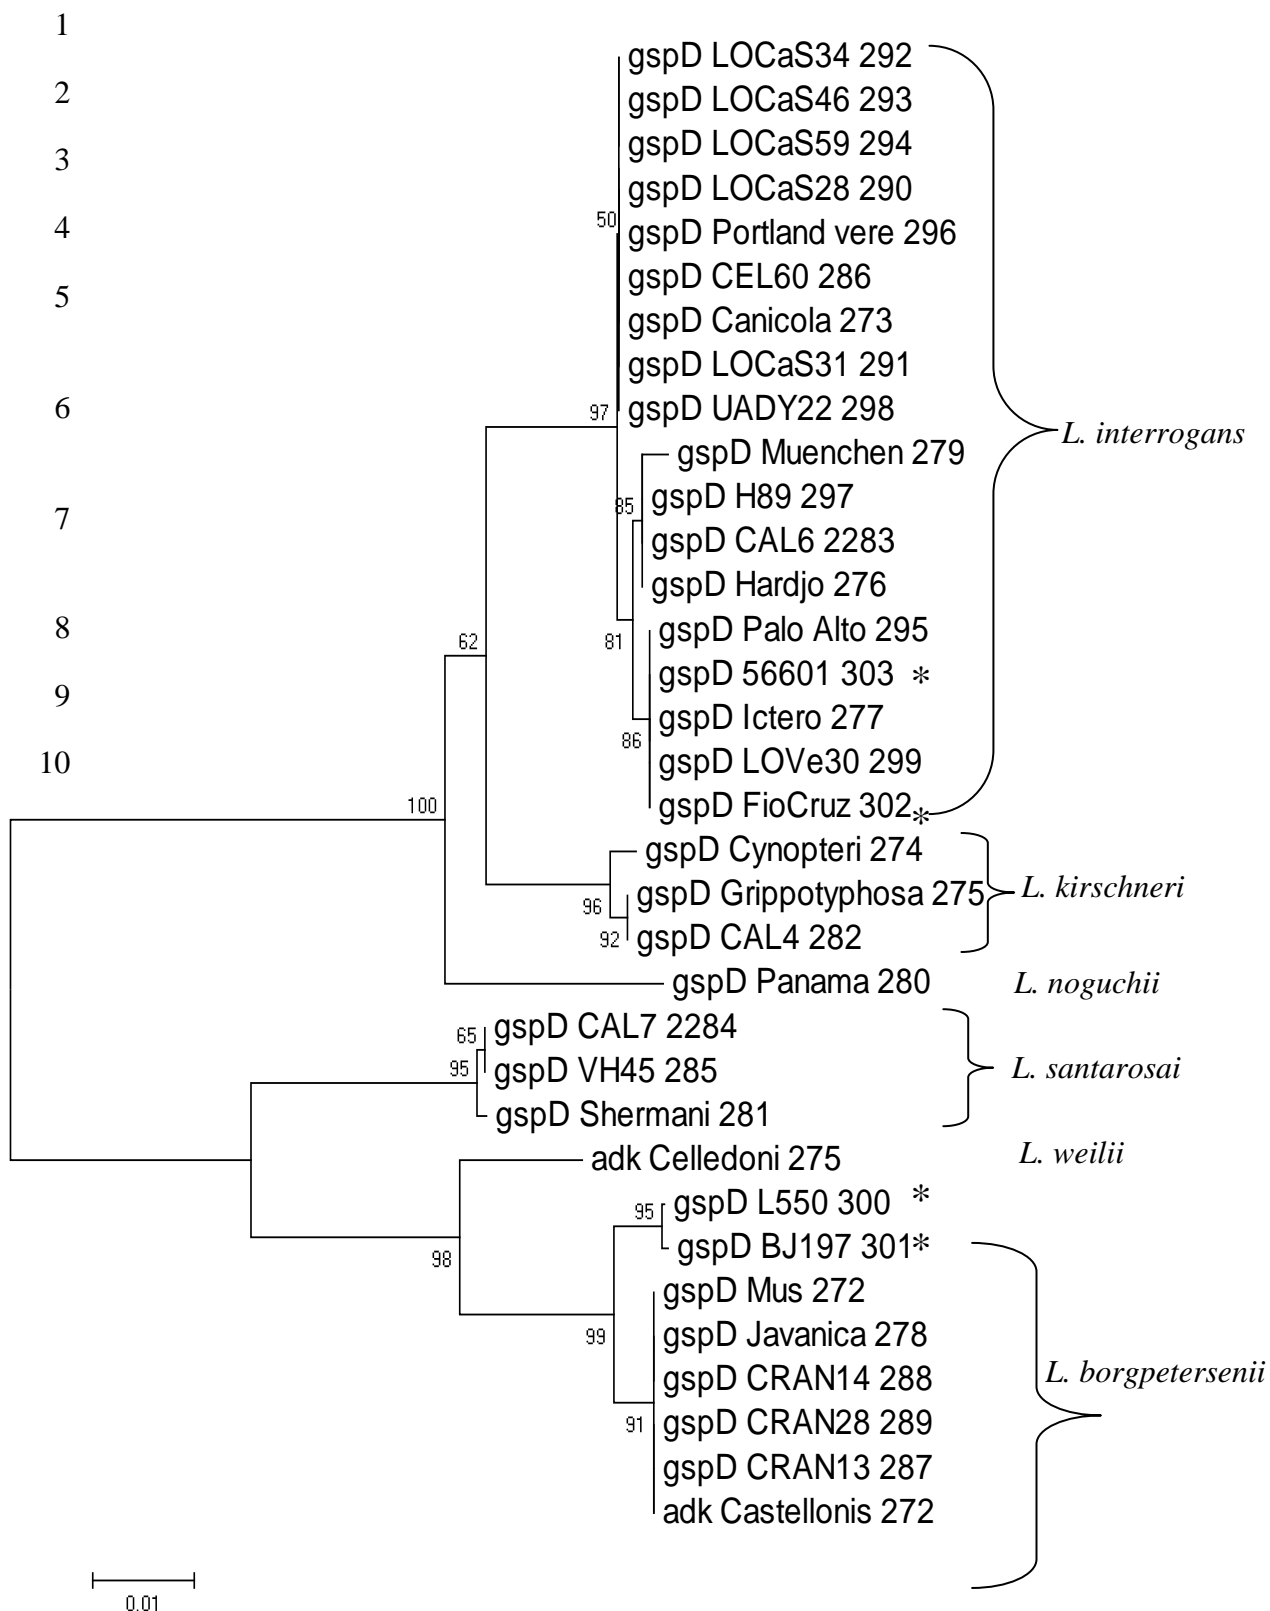 1
gspD LOCaS34 292
2
gspD LOCaS46 293
gspD LOCaS59 294
3
gspD LOCaS28 290
50
4
gspD Portland vere 296
gspD CEL60 286
5
gspD Canicola 273
gspD LOCaS31 291
6
97
gspD UADY22 298
L. interrogans
gspD Muenchen 279
85
gspD H89 297
7
gspD CAL6 2283
gspD Hardjo 276
8
gspD Palo Alto 295
62
81
gspD 56601 303 *
9
gspD Ictero 277
86
10
gspD LOVe30 299
100
gspD FioCruz 302*
gspD Cynopteri 274
gspD Grippotyphosa 275
L. kirschneri
96
92
gspD CAL4 282
gspD Panama 280
L. noguchii
gspD CAL7 2284
65
95
gspD VH45 285
L. santarosai
gspD Shermani 281
adk Celledoni 275
L. weilii
gspD L550 300 *
95
gspD BJ197 301*
98
gspD Mus 272
99
gspD Javanica 278
gspD CRAN14 288
L. borgpetersenii
91
gspD CRAN28 289
gspD CRAN13 287
adk Castellonis 272
0.01